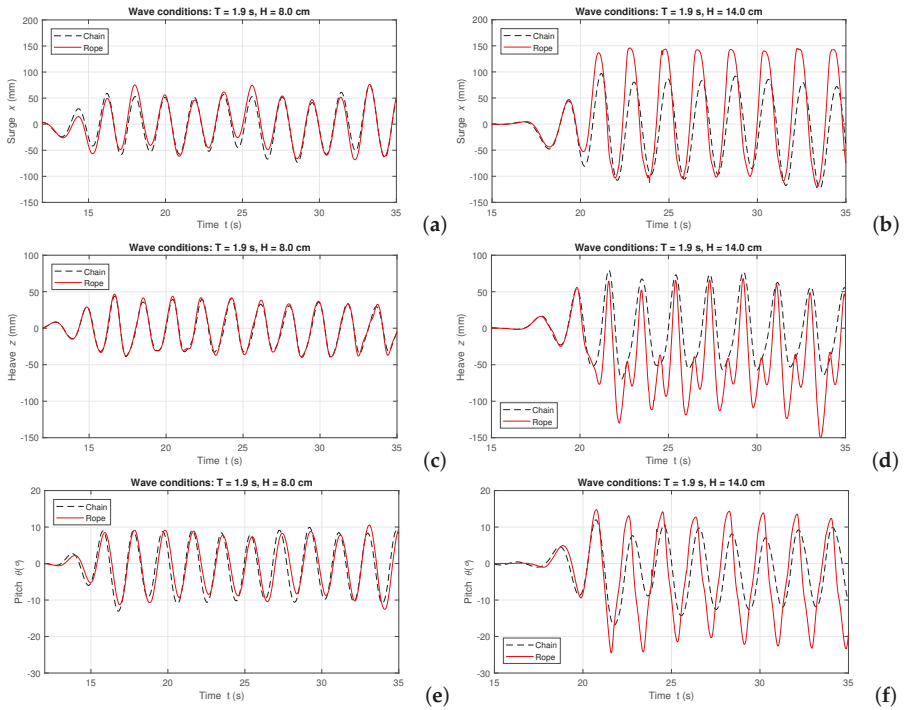 Wave conditions: T = 1.9 s, H = 8.0 cm
200
150
100
50
0
-50
-100
-150
Surge x (mm)
Chain
Rope
15
20
25
30
35
Time t (s)
(a)
Wave conditions: T = 1.9 s, H = 14.0 cm
200
150
100
50
0
-50
-100
-150
Surge x (mm)
Chain
Rope
15
20
25
30
35
Time t (s)
(b)
Wave conditions: T = 1.9 s, H = 8.0 cm
100
50
0
-50
-100
-150
Heave z (mm)
Chain
Rope
15
20
25
30
35
Time t (s)
(c)
Wave conditions: T = 1.9 s, H = 14.0 cm
100
50
0
-50
-100
-150
Heave z (mm)
Chain
Rope
15
20
25
30
35
Time t (s)
(d)
Wave conditions: T = 1.9 s, H = 8.0 cm
20
10
0
-10
-20
-30
Pitch θ(º)
Chain
Rope
12
15
20
25
30
35
Time t (s)
(e)
Wave conditions: T = 1.9 s, H = 14.0 cm
20
10
0
-10
-20
-30
Pitch θ(º)
Chain
Rope
15
20
25
30
35
Time t (s)
(f)